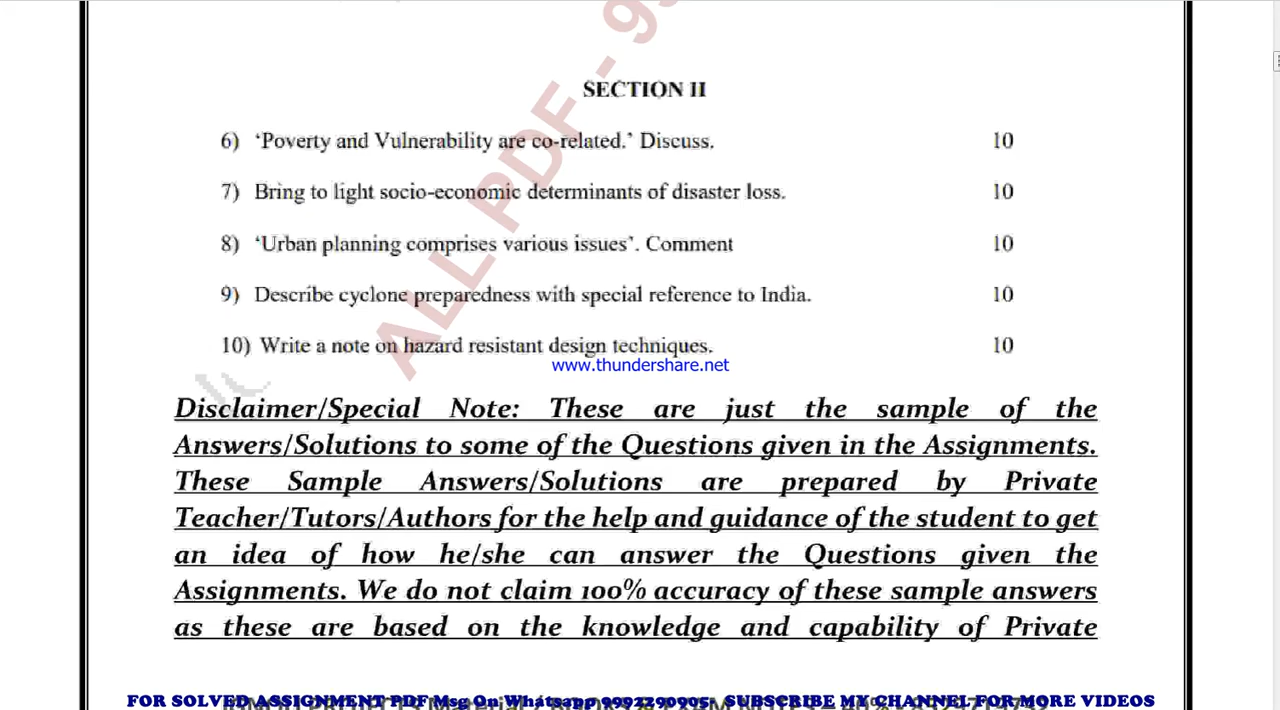 ALL PDF - 9
SECTION II
6) ‘Poverty and Vulnerability are co-related.’ Discuss. 10
7) Bring to light socio-economic determinants of disaster loss. 10
8) ‘Urban planning comprises various issues’. Comment 10
9) Describe cyclone preparedness with special reference to India. 10
10) Write a note on hazard resistant design techniques. 10
www.thundershare.net
Disclaimer/Special Note: These are just the sample of the
Answers/Solutions to some of the Questions given in the Assignments.
These Sample Answers/Solutions are prepared by Private
Teacher/Tutors/Authors for the help and guidance of the student to get
an idea of how he/she can answer the Questions given the
Assignments. We do not claim 100% accuracy of these sample answers
as these are based on the knowledge and capability of Private
FOR SOLVED ASSIGNMENT PDF Msg On Whatsapp 9992290905- SUBSCRIBE MY CHANNEL FOR MORE VIDEOS